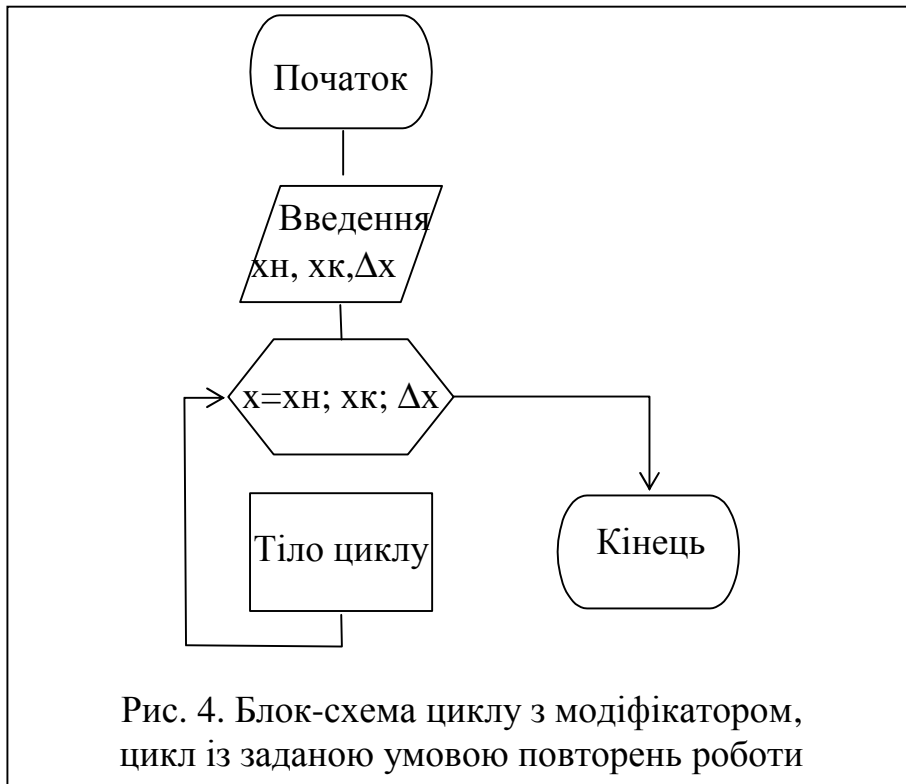 Початок
Введення
xн, xк,Δx
x=xн; xк; Δx
Тіло циклу
Кінець
Рис. 4. Блок-схема циклу з модіфікатором,
цикл із заданою умовою повторень роботи